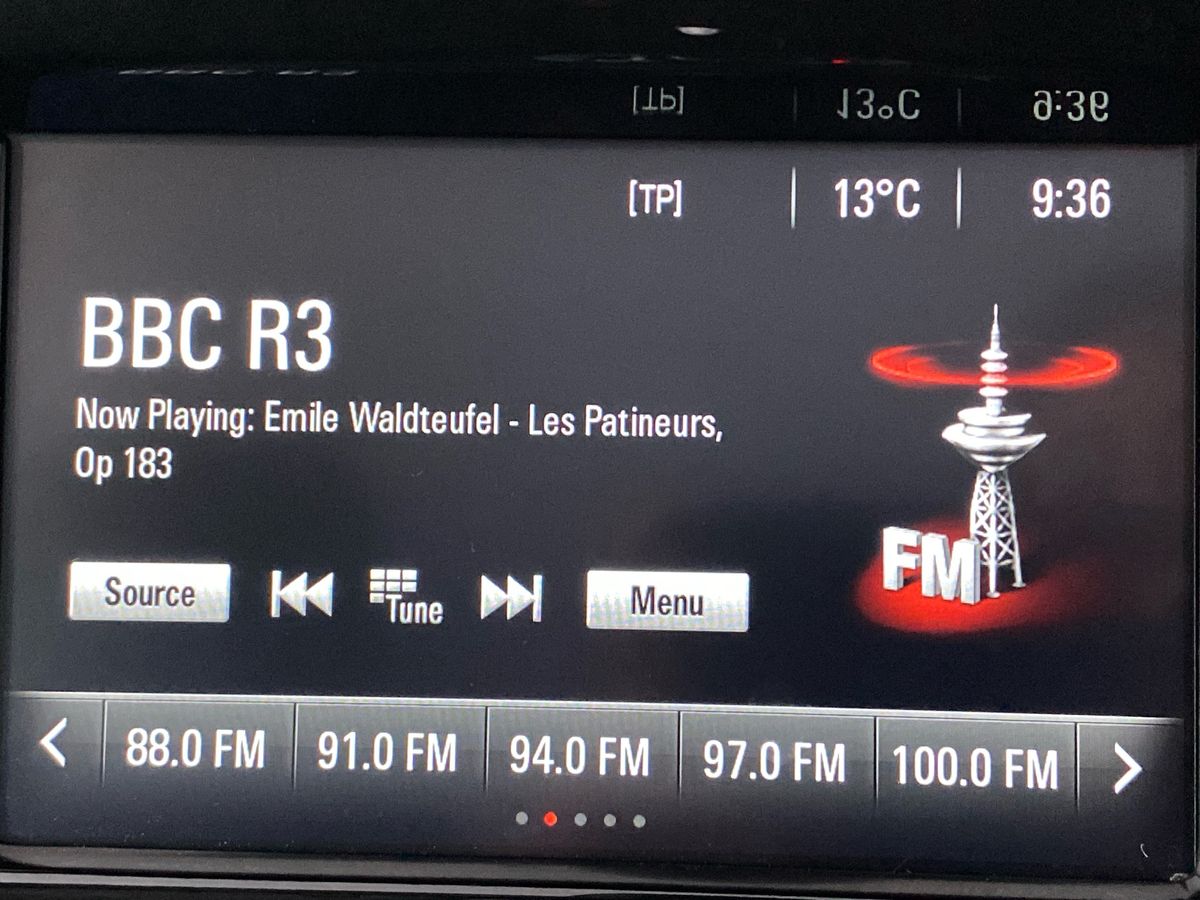 [TP] 13°C 9:36
BBC R3
Now Playing: Emile Waldteufel - Les Patineurs,
Op 183
FM
Source Tune Menu
88.0 FM 91.0 FM 94.0 FM 97.0 FM 100.0 FM